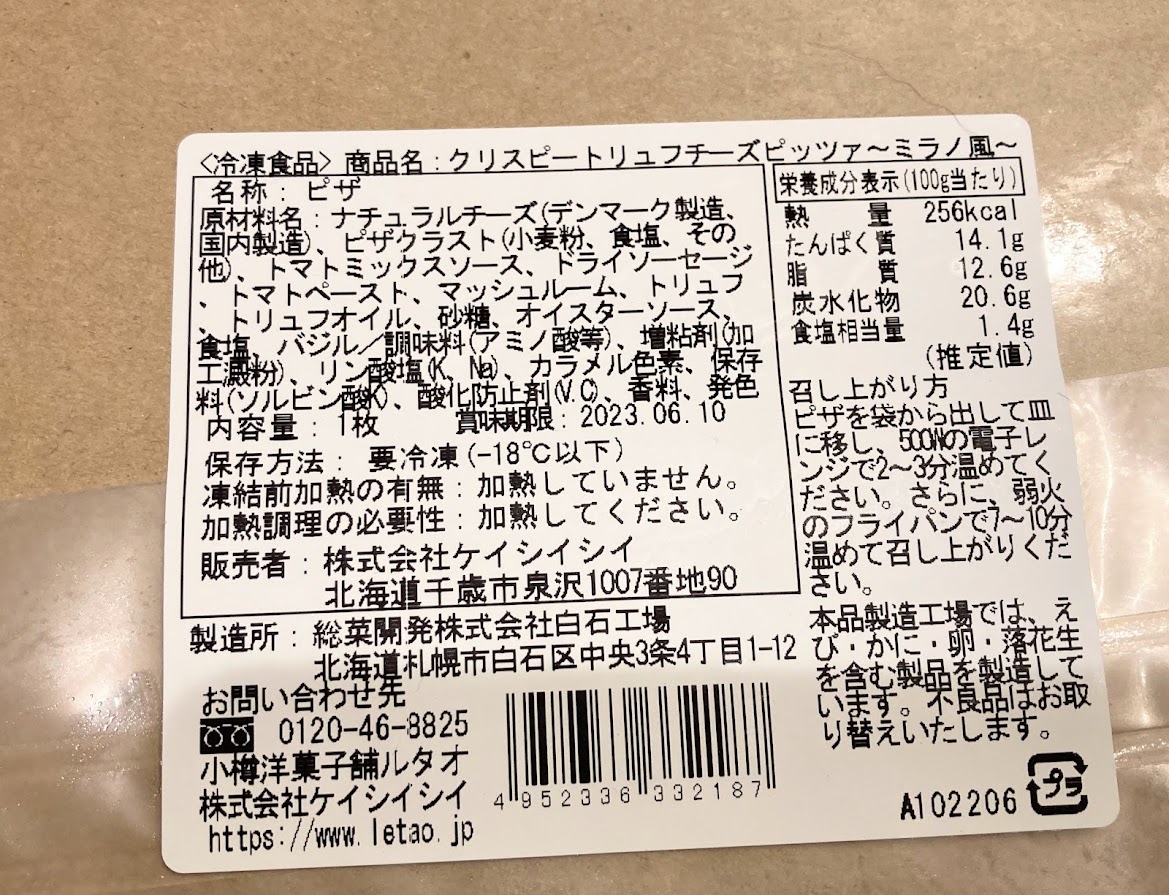 〈冷凍食品〉 商品名：クリスピートリュフチーズピッツァ～ミラノ風～
名称：ピザ
原材料名：ナチュラルチーズ(デンマーク製造、
国内製造)、ピザクラスト(小麦粉、食塩、その
他)、トマトミックスソース、ドライソーセージ
、トマトペースト、マッシュルーム、トリュフ
、トリュフオイル、砂糖、オイスターソース、
食塩、バジル／調味料(アミノ酸等)、増粘剤(加
工澱粉)、リン酸塩(K、Na)、カラメル色素、保存
料(ソルビン酸K)、酸化防止剤(V.C)、香料、発色
内容量：1枚 賞味期限：2023.06.10
保存方法：要冷凍(-18℃以下)
凍結前加熱の有無：加熱していません。
加熱調理の必要性：加熱してください。
販売者：株式会社ケイシイシイ
北海道千歳市泉沢1007番地90
製造所：総菜開発株式会社白石工場
北海道札幌市白石区中央3条4丁目1-12
お問い合わせ先
0120-46-8825
小樽洋菓子舗ルタオ
株式会社ケイシイシイ
https://www.letao.jp
4952336332187
栄養成分表示(100g当たり)
熱量 256kcal
たんぱく質 14.1g
脂質 12.6g
炭水化物 20.6g
食塩相当量 1.4g
(推定値)
召し上がり方
ピザを袋から出して皿
に移し、500Wの電子レ
ンジで2～3分温めてく
ださい。さらに、弱火
のフライパンで7～10分
温めて召し上がりくだ
さい。
本品製造工場では、え
び・かに・卵・落花生
を含む製品を製造して
います。不良品はお取
り替えいたします。
A102206
プラ